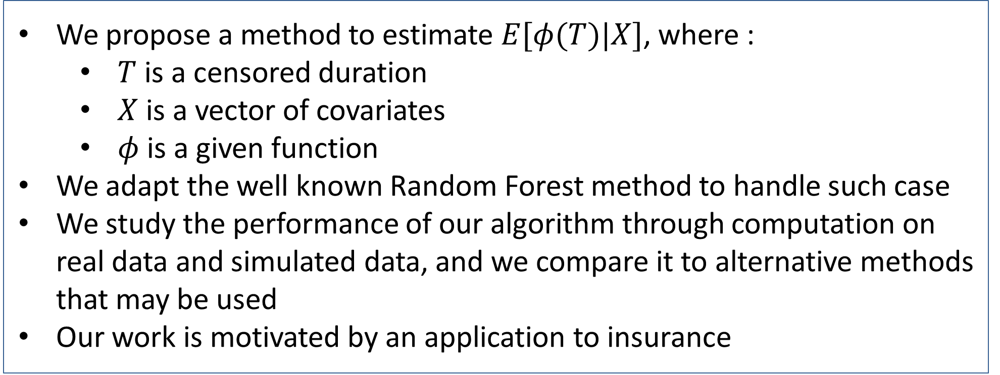 • We propose a method to estimate 𝐸[𝜙(𝑇)|𝑋], where :
• 𝑇 is a censored duration
• 𝑋 is a vector of covariates
• 𝜙 is a given function
• We adapt the well known Random Forest method to handle such case
• We study the performance of our algorithm through computation on
real data and simulated data, and we compare it to alternative methods
that may be used
• Our work is motivated by an application to insurance